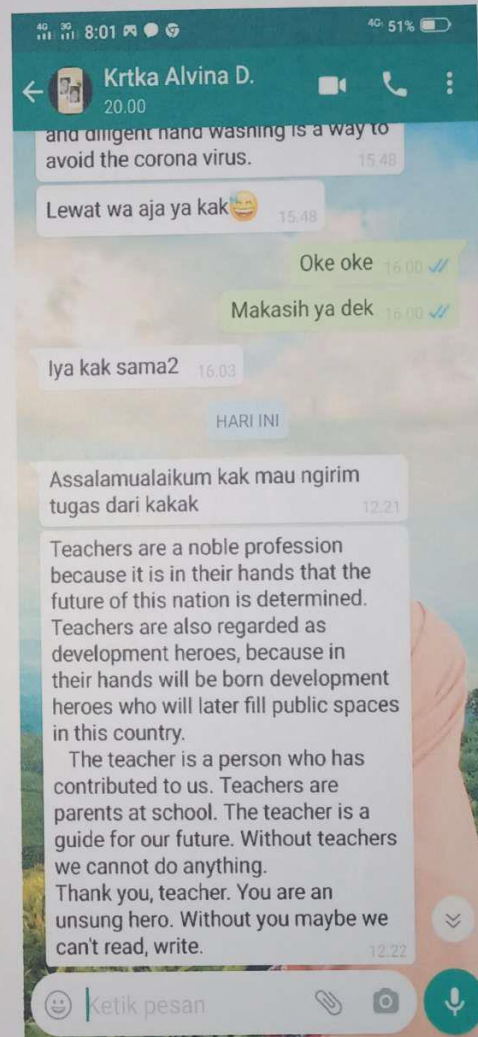 4G 3G 8:01 4G 51%
Krtka Alvina D.
20.00
and diligent hand washing is a way to
avoid the corona virus. 15.48
Lewat wa aja ya kak😅 15.48
Oke oke 16.00
Makasih ya dek 16.00
Iya kak sama2 16.03
HARI INI
Assalamualaikum kak mau ngirim
tugas dari kakak 12.21
Teachers are a noble profession
because it is in their hands that the
future of this nation is determined.
Teachers are also regarded as
development heroes, because in
their hands will be born development
heroes who will later fill public spaces
in this country.
The teacher is a person who has
contributed to us. Teachers are
parents at school. The teacher is a
guide for our future. Without teachers
we cannot do anything.
Thank you, teacher. You are an
unsung hero. Without you maybe we
can't read, write. 12.22
Ketik pesan